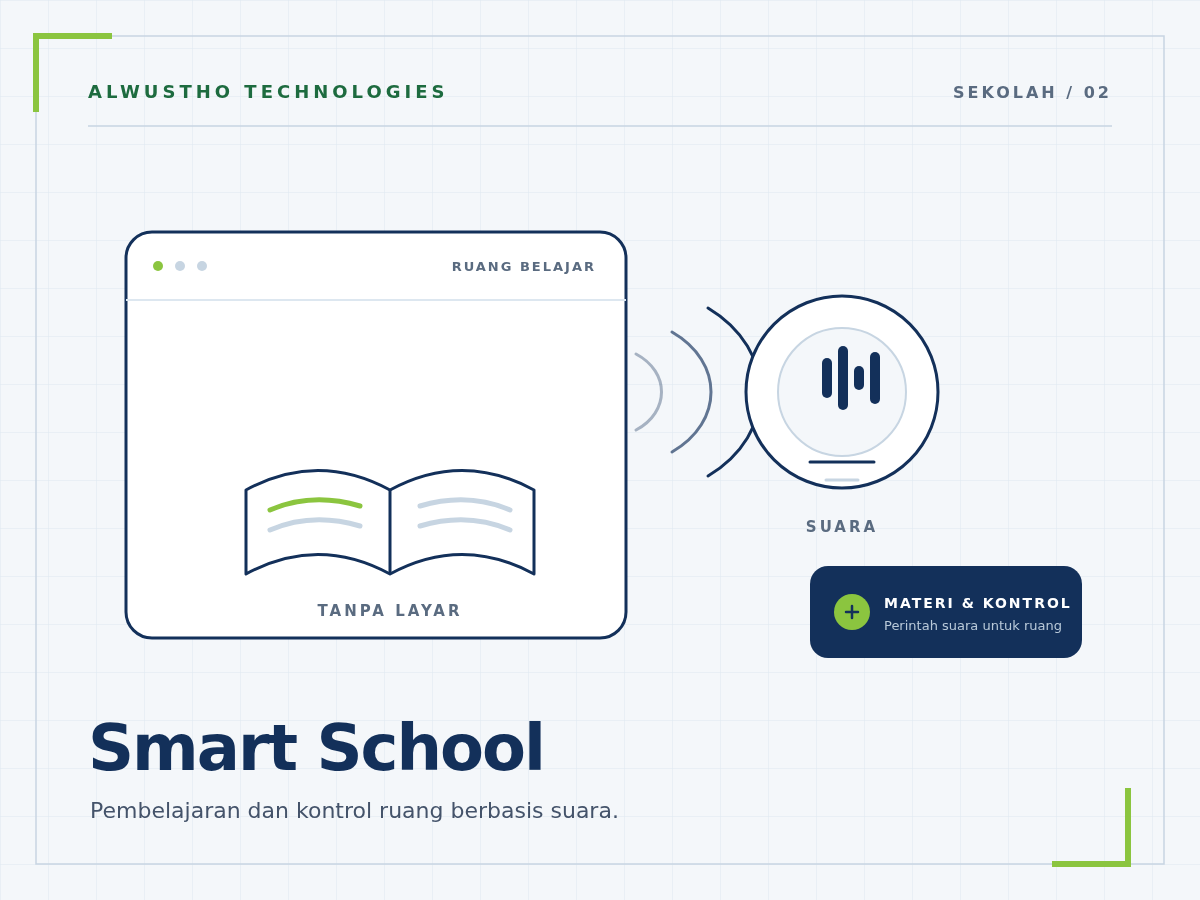 ALWUSTHO TECHNOLOGIES
SEKOLAH / 02
RUANG BELAJAR
TANPA LAYAR
SUARA
MATERI & KONTROL
Perintah suara untuk ruang
Smart School
Pembelajaran dan kontrol ruang berbasis suara.